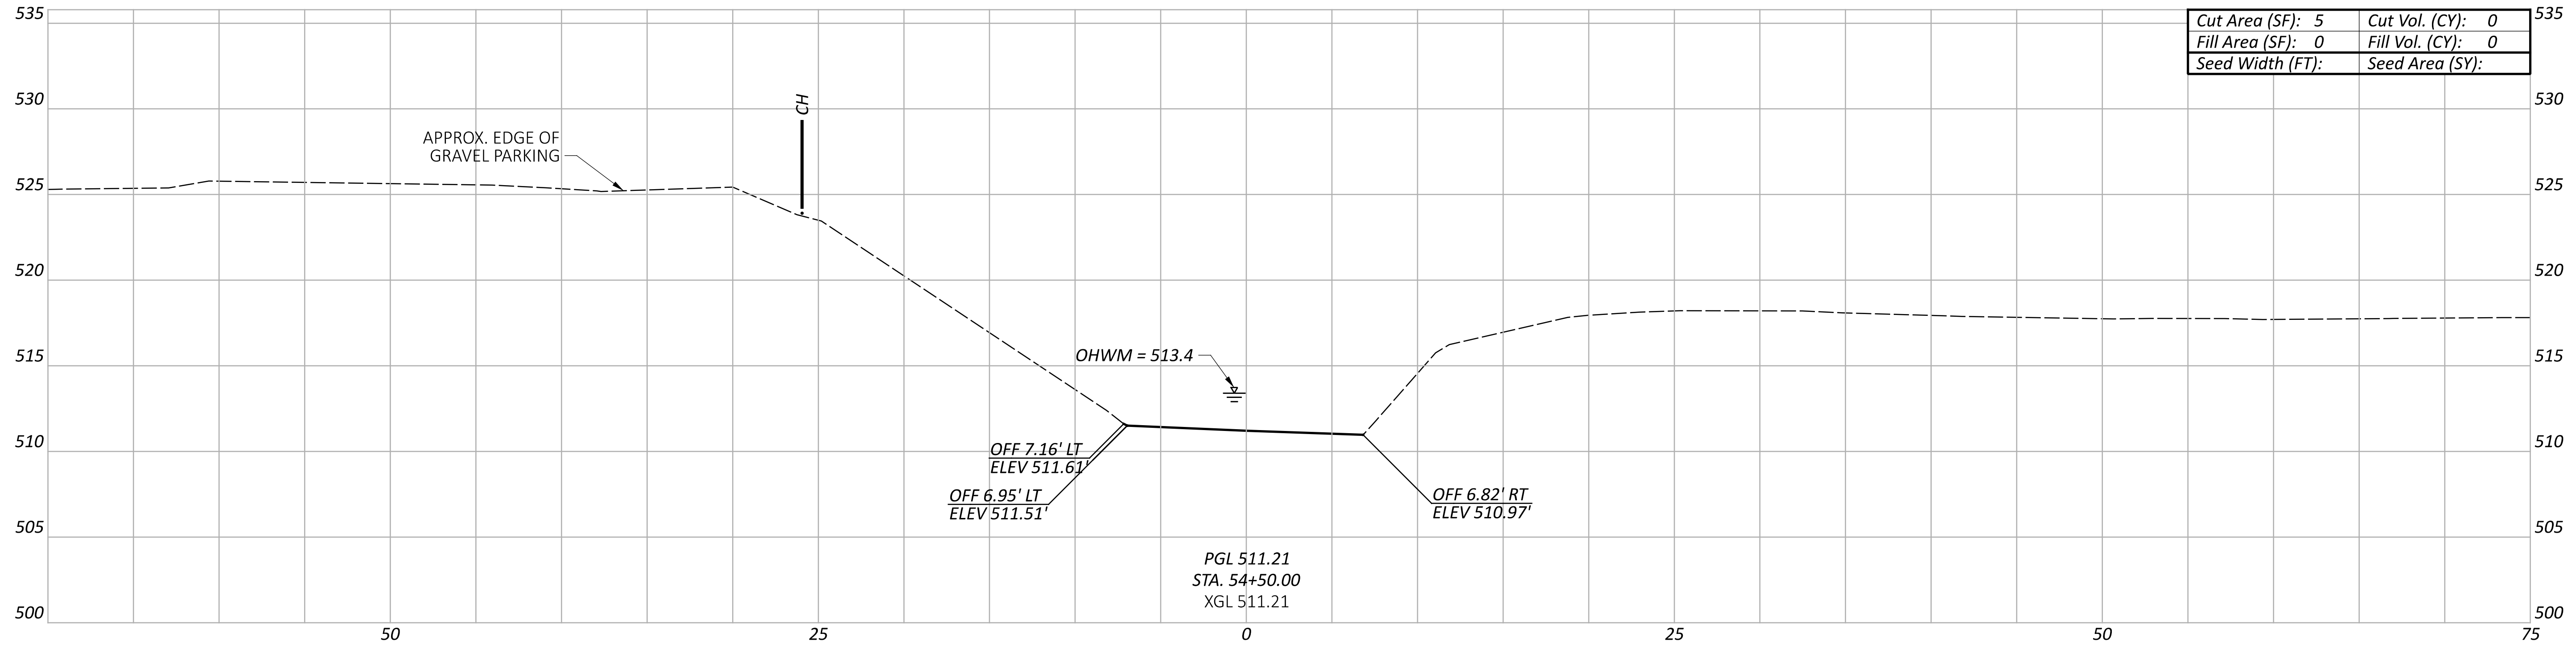 535
535
Cut Area (SF): 5 Cut Vol. (CY): 0
Fill Area (SF): 0 Fill Vol. (CY): 0
Seed Width (FT): Seed Area (SY):
530
CH
530
APPROX. EDGE OF
GRAVEL PARKING
525
525
520
520
515
OHWM = 513.4
515
510
OFF 7.16' LT
ELEV 511.61'
510
OFF 6.95' LT
ELEV 511.51'
OFF 6.82' RT
ELEV 510.97'
505
505
PGL 511.21
STA. 54+50.00
XGL 511.21
500
500
50 25 0 25 50 75